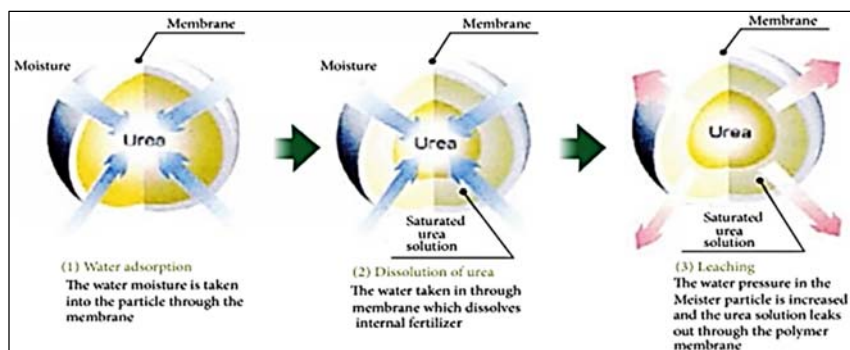 Membrane
Moisture
Urea
(1) Water adsorption
The water moisture is taken
into the particle through the
membrane
Membrane
Moisture
Urea
Saturated
urea
solution
(2) Dissolution of urea
The water taken in through
membrane which dissolves
internal fertilizer
Membrane
Urea
Saturated
urea
solution
(3) Leaching
The water pressure in the
Meister particle is increased
and the urea solution leaks
out through the polymer
membrane